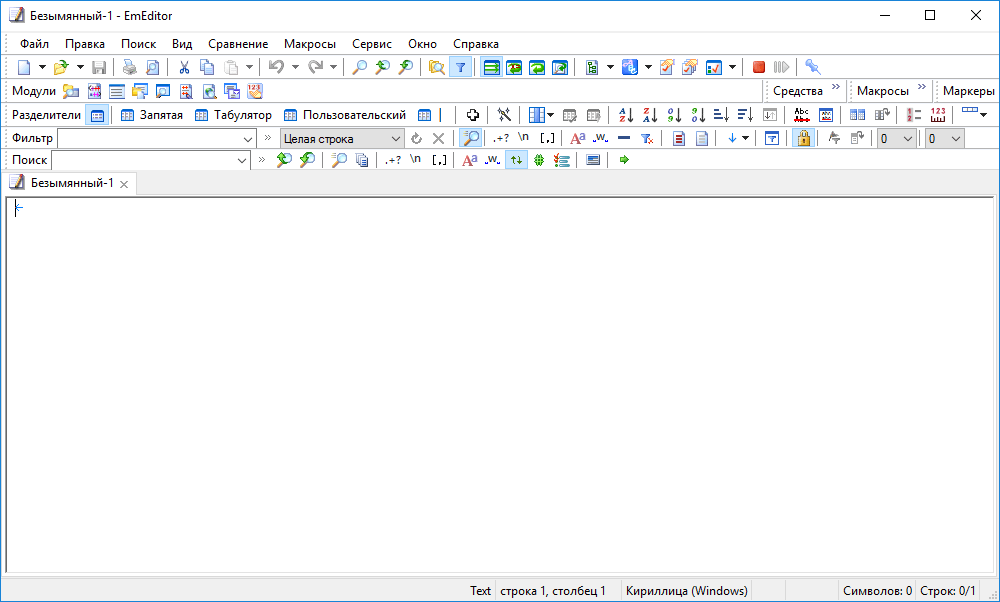 Безымянный-1 - EmEditor
Файл Правка Поиск Вид Сравнение Макросы Сервис Окно Справка
Модули Средства » Макросы » Маркеры
Разделители Запятая Табулятор Пользовательский
Фильтр » Целая строка .+? \n [,] Aa .W. 0 0
Поиск » .+? \n [,] Aa .W.
Безымянный-1
Text строка 1, столбец 1 Кириллица (Windows) Символов: 0 Строк: 0/1